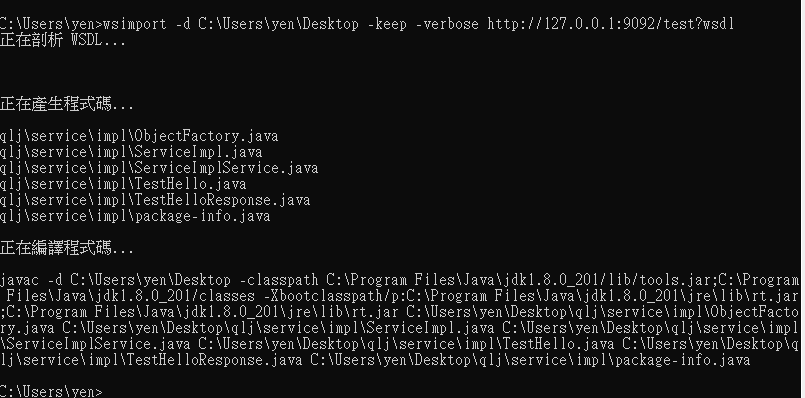 C:\Users\yen>wsimport -d C:\Users\yen\Desktop -keep -verbose http://127.0.0.1:9092/test?wsdl
正在剖析 WSDL...
正在產生程式碼...
qlj\service\impl\ObjectFactory.java
qlj\service\impl\ServiceImpl.java
qlj\service\impl\ServiceImplService.java
qlj\service\impl\TestHello.java
qlj\service\impl\TestHelloResponse.java
qlj\service\impl\package-info.java
正在編譯程式碼...
javac -d C:\Users\yen\Desktop -classpath C:\Program Files\Java\jdk1.8.0_201/lib/tools.jar;C:\Program
 Files\Java\jdk1.8.0_201/classes -Xbootclasspath/p:C:\Program Files\Java\jdk1.8.0_201\jre\lib\rt.jar
;C:\Program Files\Java\jdk1.8.0_201\jre\lib\rt.jar C:\Users\yen\Desktop\qlj\service\impl\ObjectFacto
ry.java C:\Users\yen\Desktop\qlj\service\impl\ServiceImpl.java C:\Users\yen\Desktop\qlj\service\impl
\ServiceImplService.java C:\Users\yen\Desktop\qlj\service\impl\TestHello.java C:\Users\yen\Desktop\q
lj\service\impl\TestHelloResponse.java C:\Users\yen\Desktop\qlj\service\impl\package-info.java
C:\Users\yen>